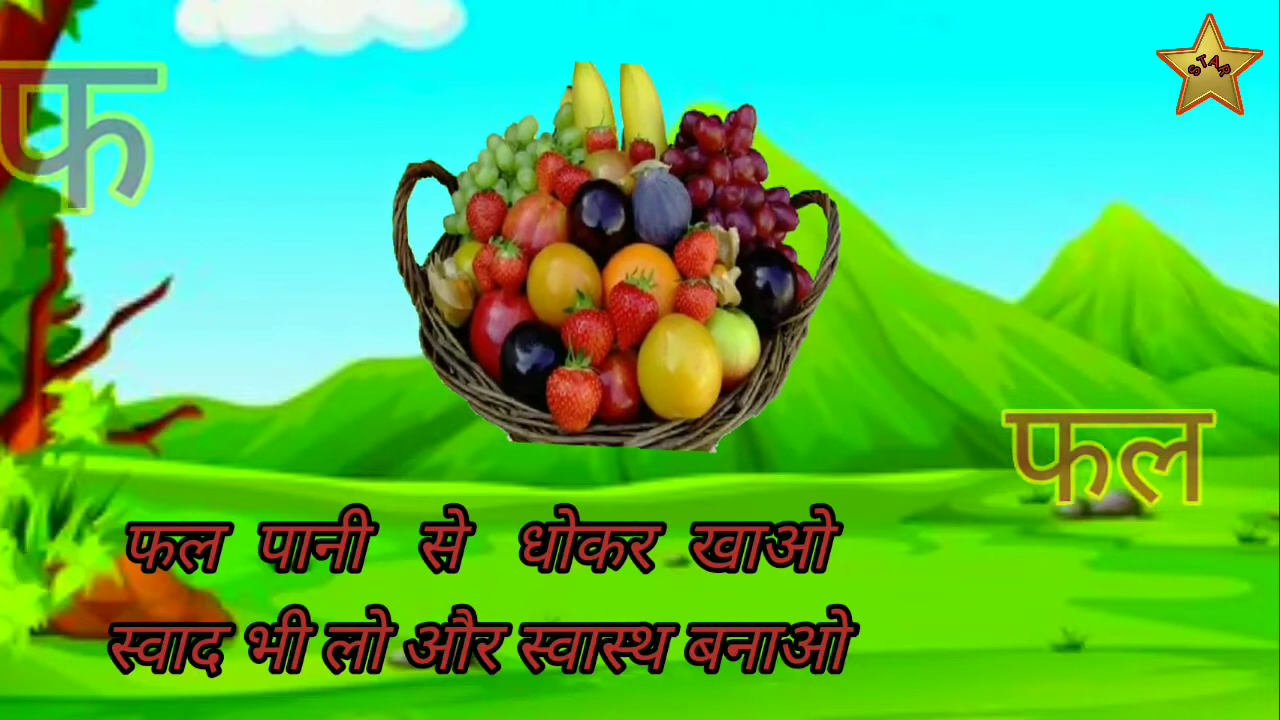 फ
STAR
फल
फल पानी से धोकर खाओ
स्वाद भी लो और स्वास्थ बनाओ